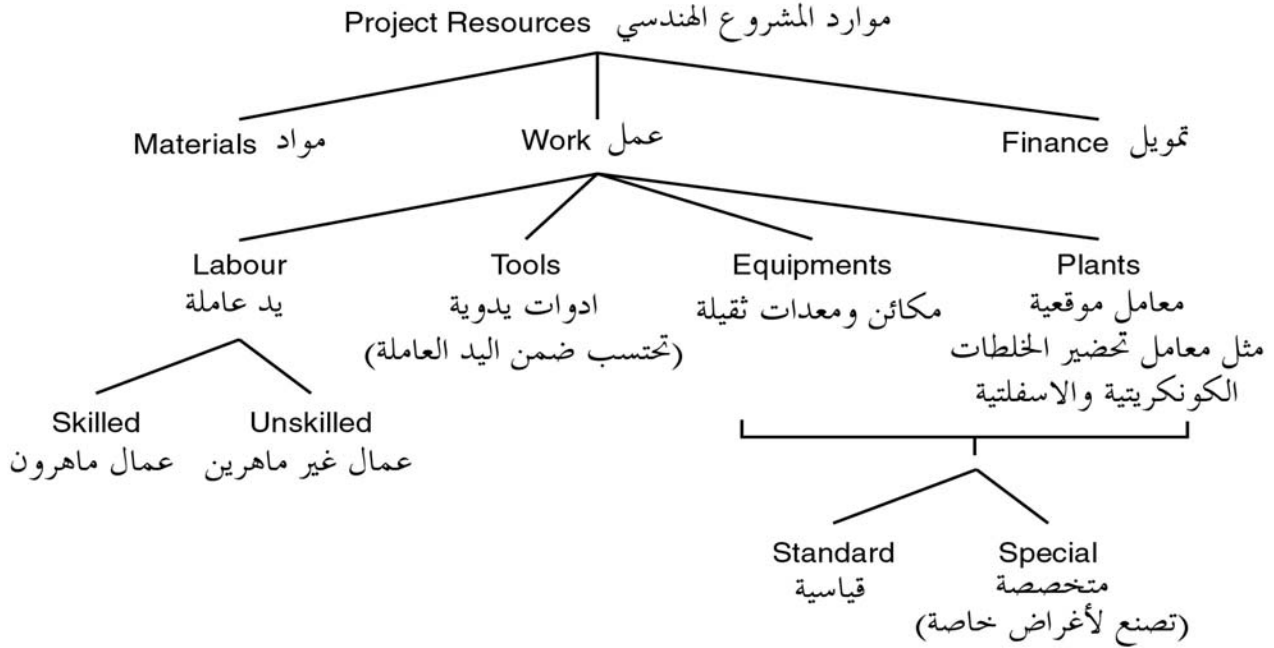 Project Resources موارد المشروع الهندسي
Materials مواد
Work عمل
Finance تمويل
Labour
يد عاملة
Tools
ادوات يدوية
(تحتسب ضمن اليد العاملة)
Equipments
مكائن ومعدات ثقيلة
Plants
معامل موقعية
مثل معامل تحضير الخلطات
الكونكريتية والاسفلتية
Skilled
عمال ماهرون
Unskilled
عمال غير ماهرين
Standard
قياسية
Special
متخصصة
(تصنع لأغراض خاصة)